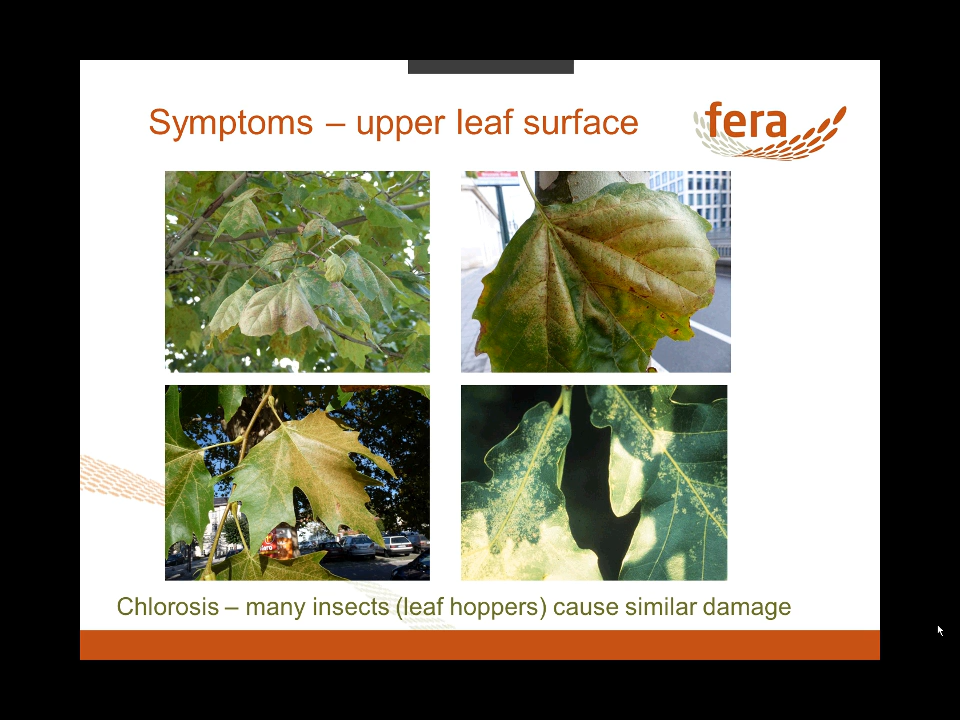 Symptoms – upper leaf surface
fera
Chlorosis – many insects (leaf hoppers) cause similar damage